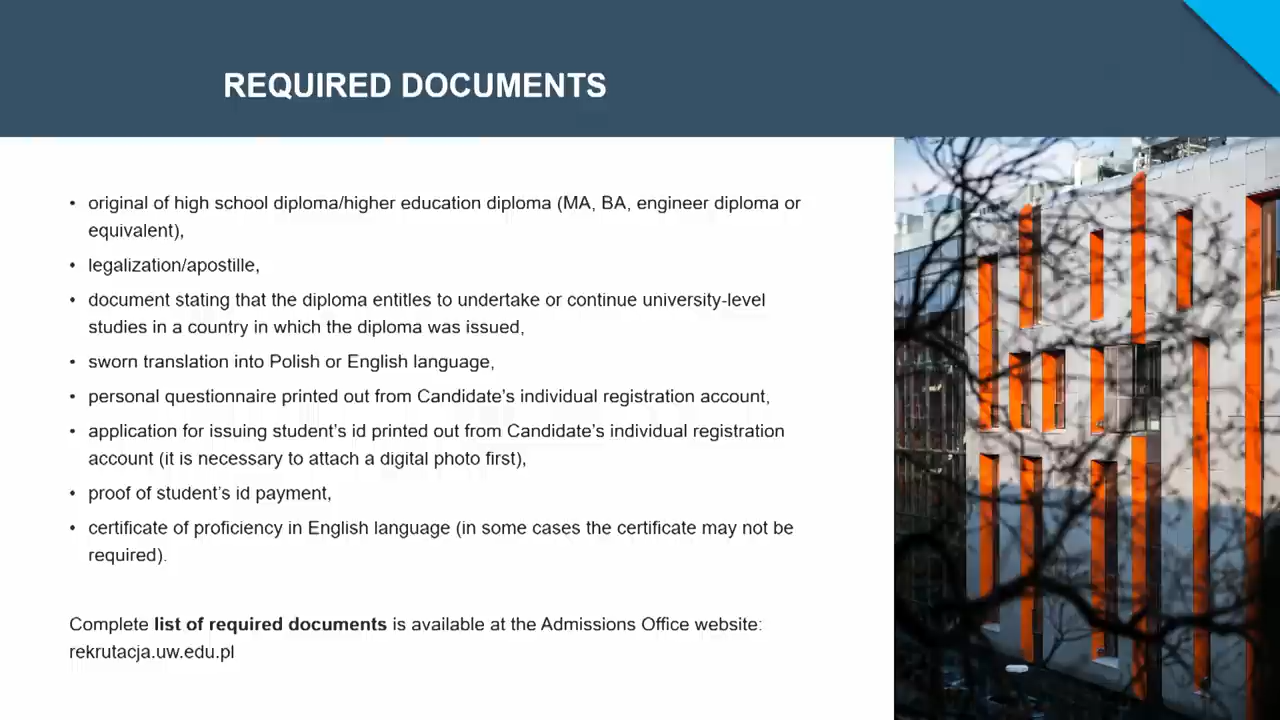 REQUIRED DOCUMENTS
• original of high school diploma/higher education diploma (MA, BA, engineer diploma or
equivalent),
• legalization/apostille,
• document stating that the diploma entitles to undertake or continue university-level
studies in a country in which the diploma was issued,
• sworn translation into Polish or English language,
• personal questionnaire printed out from Candidate’s individual registration account,
• application for issuing student’s id printed out from Candidate’s individual registration
account (it is necessary to attach a digital photo first),
• proof of student’s id payment,
• certificate of proficiency in English language (in some cases the certificate may not be
required).
Complete list of required documents is available at the Admissions Office website:
rekrutacja.uw.edu.pl